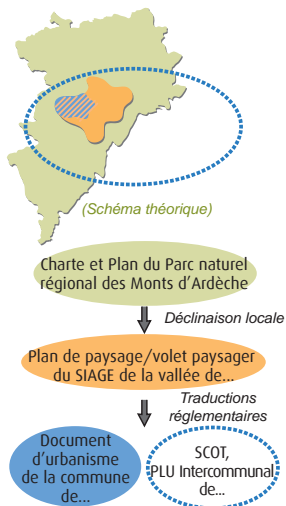 (Schéma théorique)
Charte et Plan du Parc naturel
régional des Monts d'Ardèche
Déclinaison locale
Plan de paysage/volet paysager
du SIAGE de la vallée de...
Traductions
réglementaires
Document
d'urbanisme
de la commune
de...
SCOT,
PLU Intercommunal
de...